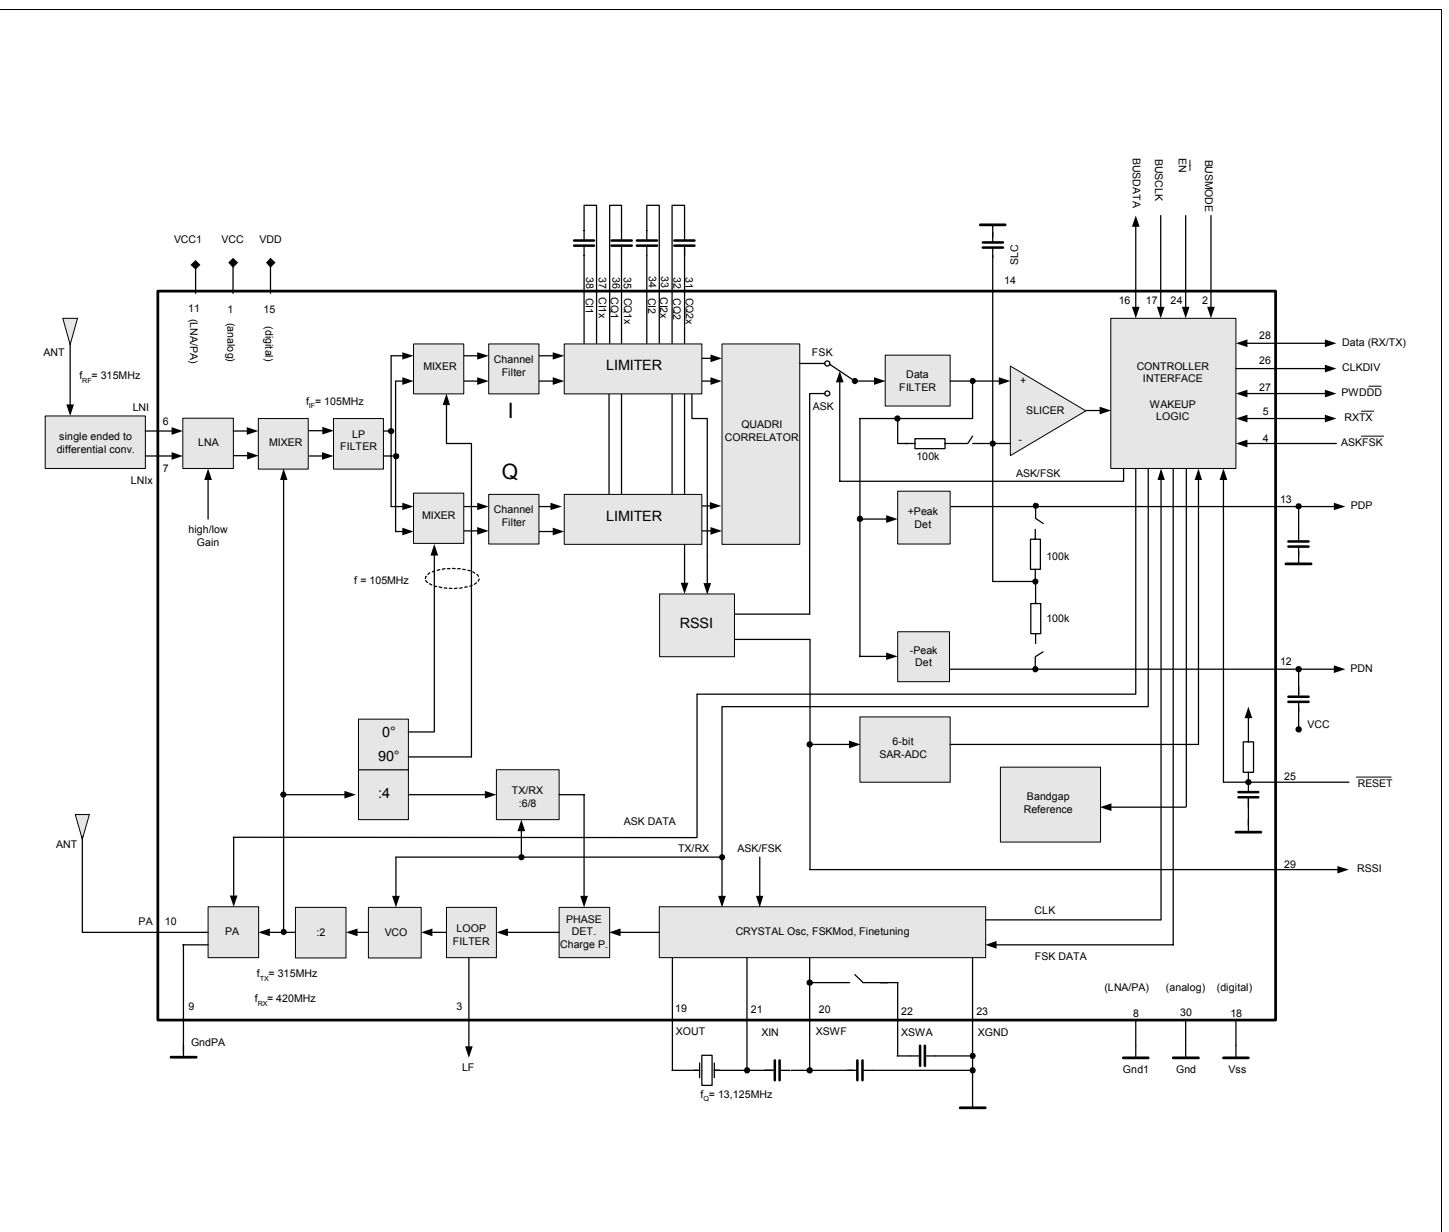 BUSDATA
BUSCLK
EN
BUSMODE
VCC1
VCC
VDD
SLC
14
16
17
24
2
38 CI1
37 CI1x
36 CQ1
35 CQ1x
34 CI2
33 CI2x
32 CQ2
31 CQ2x
11
(LNA/PA)
1
(analog)
15
(digital)
ANT
fRF= 315MHz
LNI
6
single ended to
differential conv.
7
LNIx
LNA
high/low
Gain
MIXER
fIF= 105MHz
LP
FILTER
MIXER
Channel
Filter
I
LIMITER
Q
MIXER
Channel
Filter
LIMITER
QUADRI
CORRELATOR
FSK
ASK
Data
FILTER
100k
+
-
SLICER
CONTROLLER
INTERFACE
WAKEUP
LOGIC
28
Data (RX/TX)
26
CLKDIV
27
PWDDD
5
RXTX
4
ASKFSK
ASK/FSK
+Peak
Det
13
PDP
100k
100k
-Peak
Det
12
PDN
VCC
f = 105MHz
RSSI
0°
90°
:4
TX/RX
:6/8
6-bit
SAR-ADC
Bandgap
Reference
25
RESET
ASK DATA
TX/RX
ASK/FSK
29
RSSI
ANT
PA
10
PA
:2
VCO
LOOP
FILTER
PHASE
DET.
Charge P.
CRYSTAL Osc, FSKMod, Finetuning
CLK
FSK DATA
fTX= 315MHz
fRX= 420MHz
9
GndPA
3
LF
19
XOUT
21
XIN
20
XSWF
22
XSWA
23
XGND
fQ= 13,125MHz
(LNA/PA)
(analog)
(digital)
8
30
18
Gnd1
Gnd
Vss